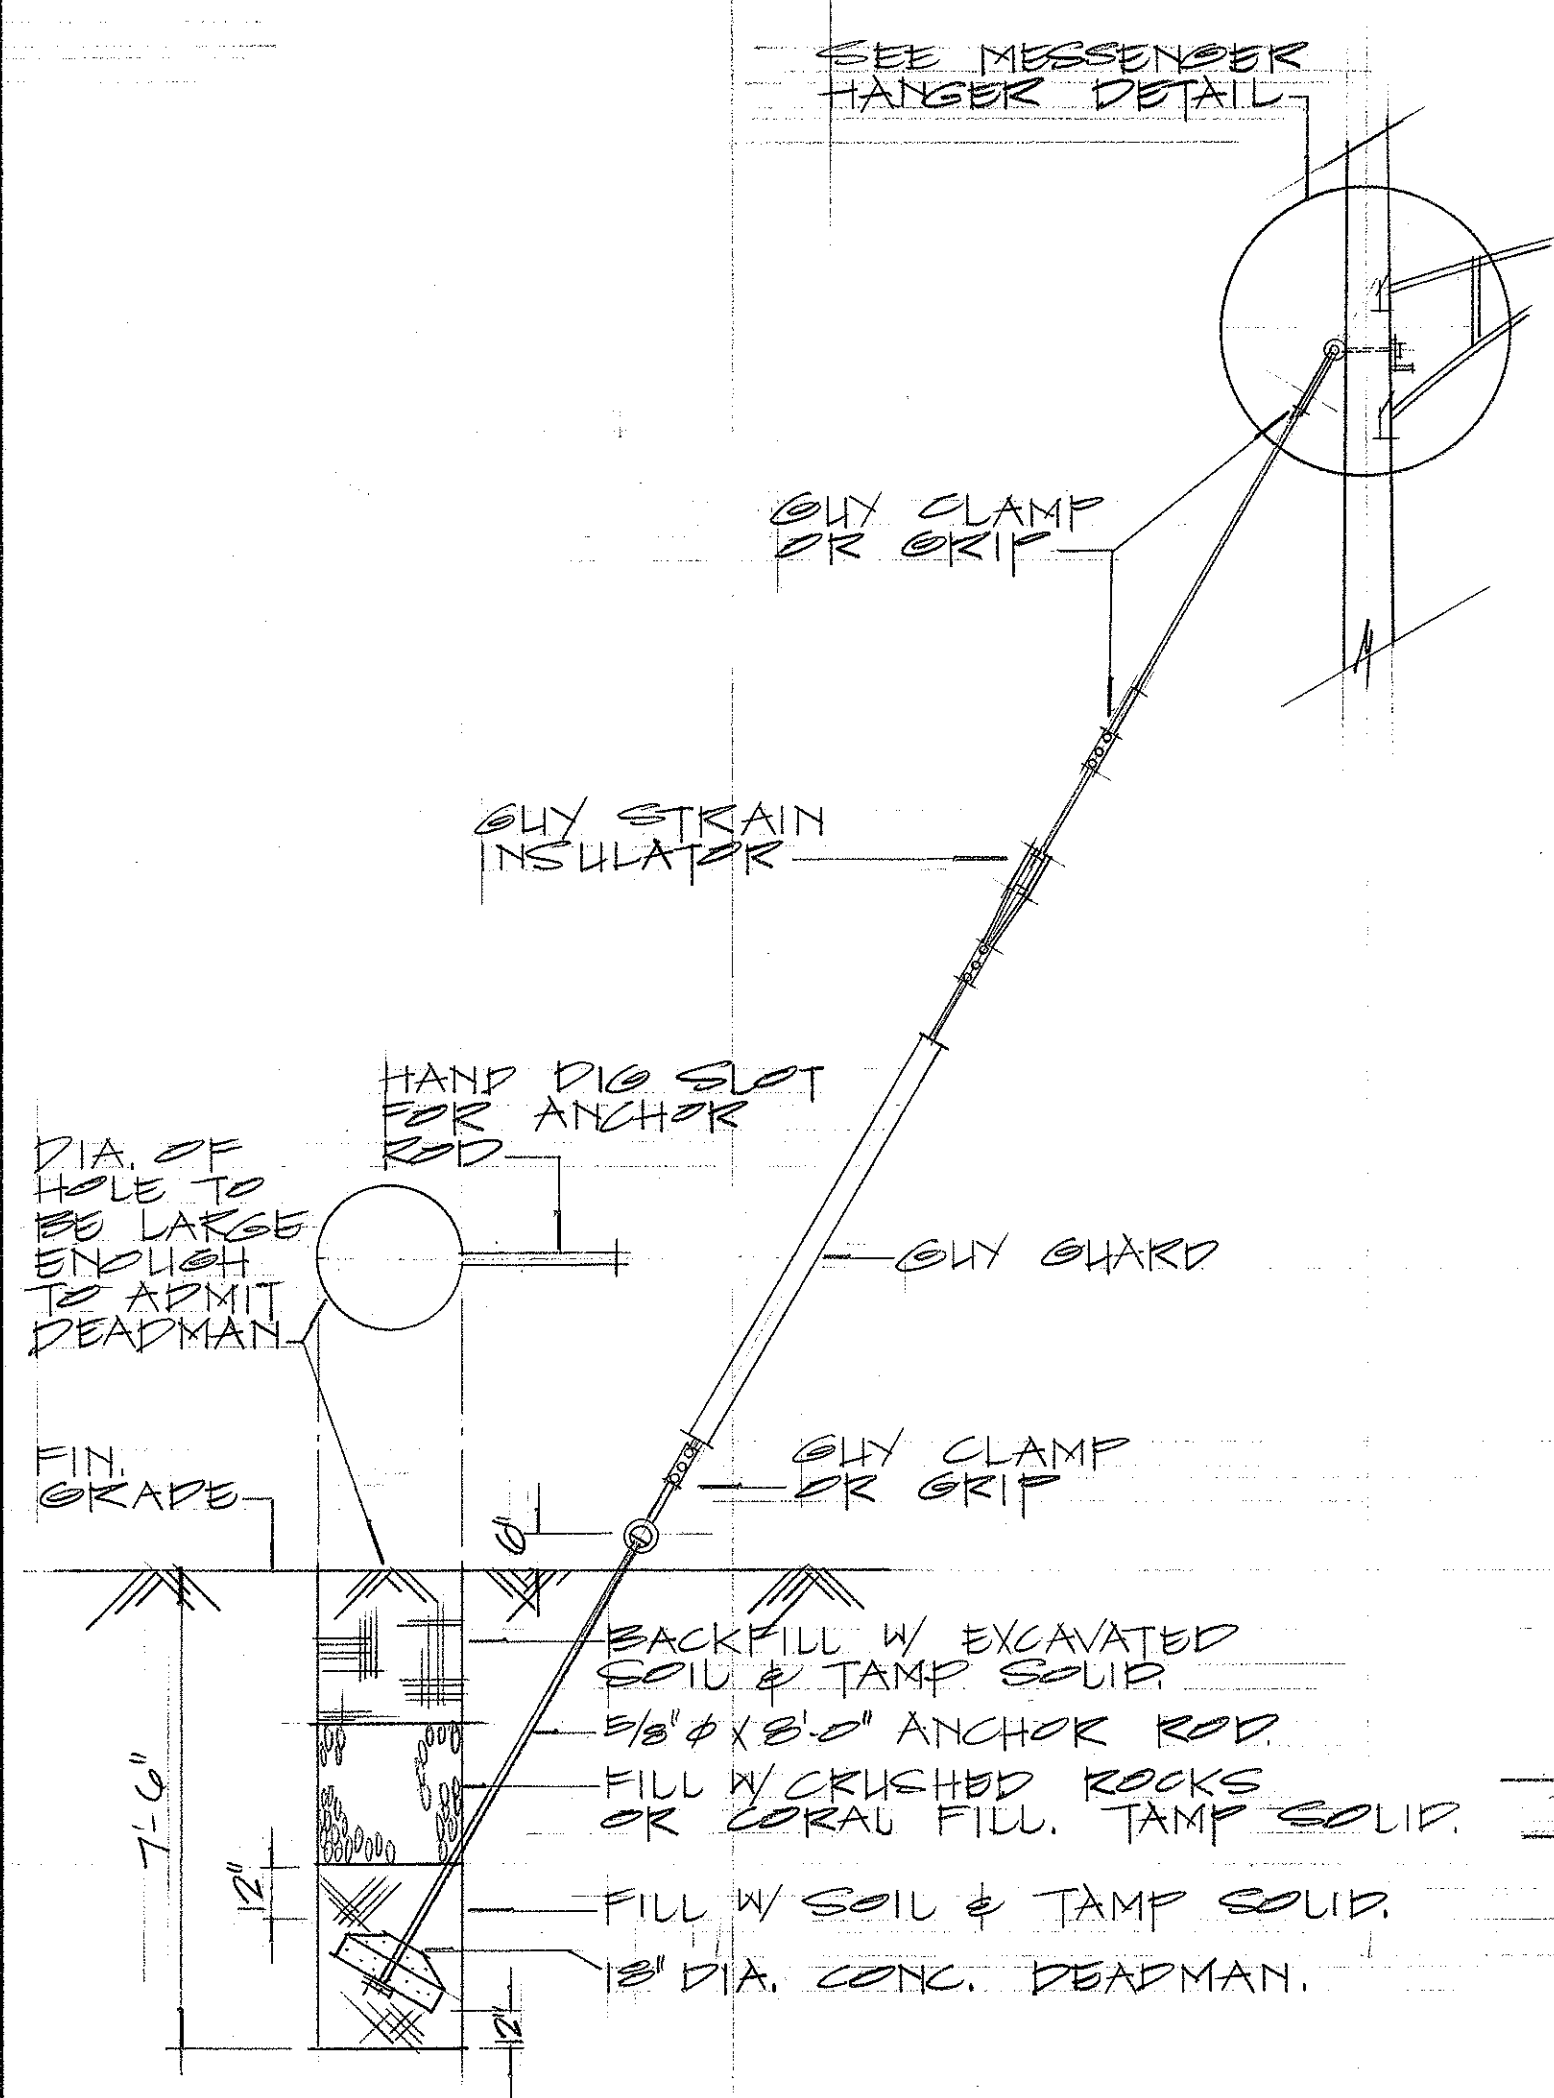 SEE MESSENGER
HANGER DETAIL
GUY CLAMP
OR GRIP
GUY STRAIN
INSULATOR
HAND DIG SLOT
FOR ANCHOR
ROD
DIA. OF
HOLE TO
BE LARGE
ENOUGH
TO ADMIT
DEADMAN
GUY GUARD
FIN.
GRADE
GUY CLAMP
OR GRIP
6"
BACKFILL W/ EXCAVATED
SOIL & TAMP SOLID.
5/8" φ X 8'-0" ANCHOR ROD.
FILL W/ CRUSHED ROCKS
OR CORAL FILL. TAMP SOLID.
7'-6"
12"
FILL W/ SOIL & TAMP SOLID.
18" DIA. CONC. DEADMAN.
12"